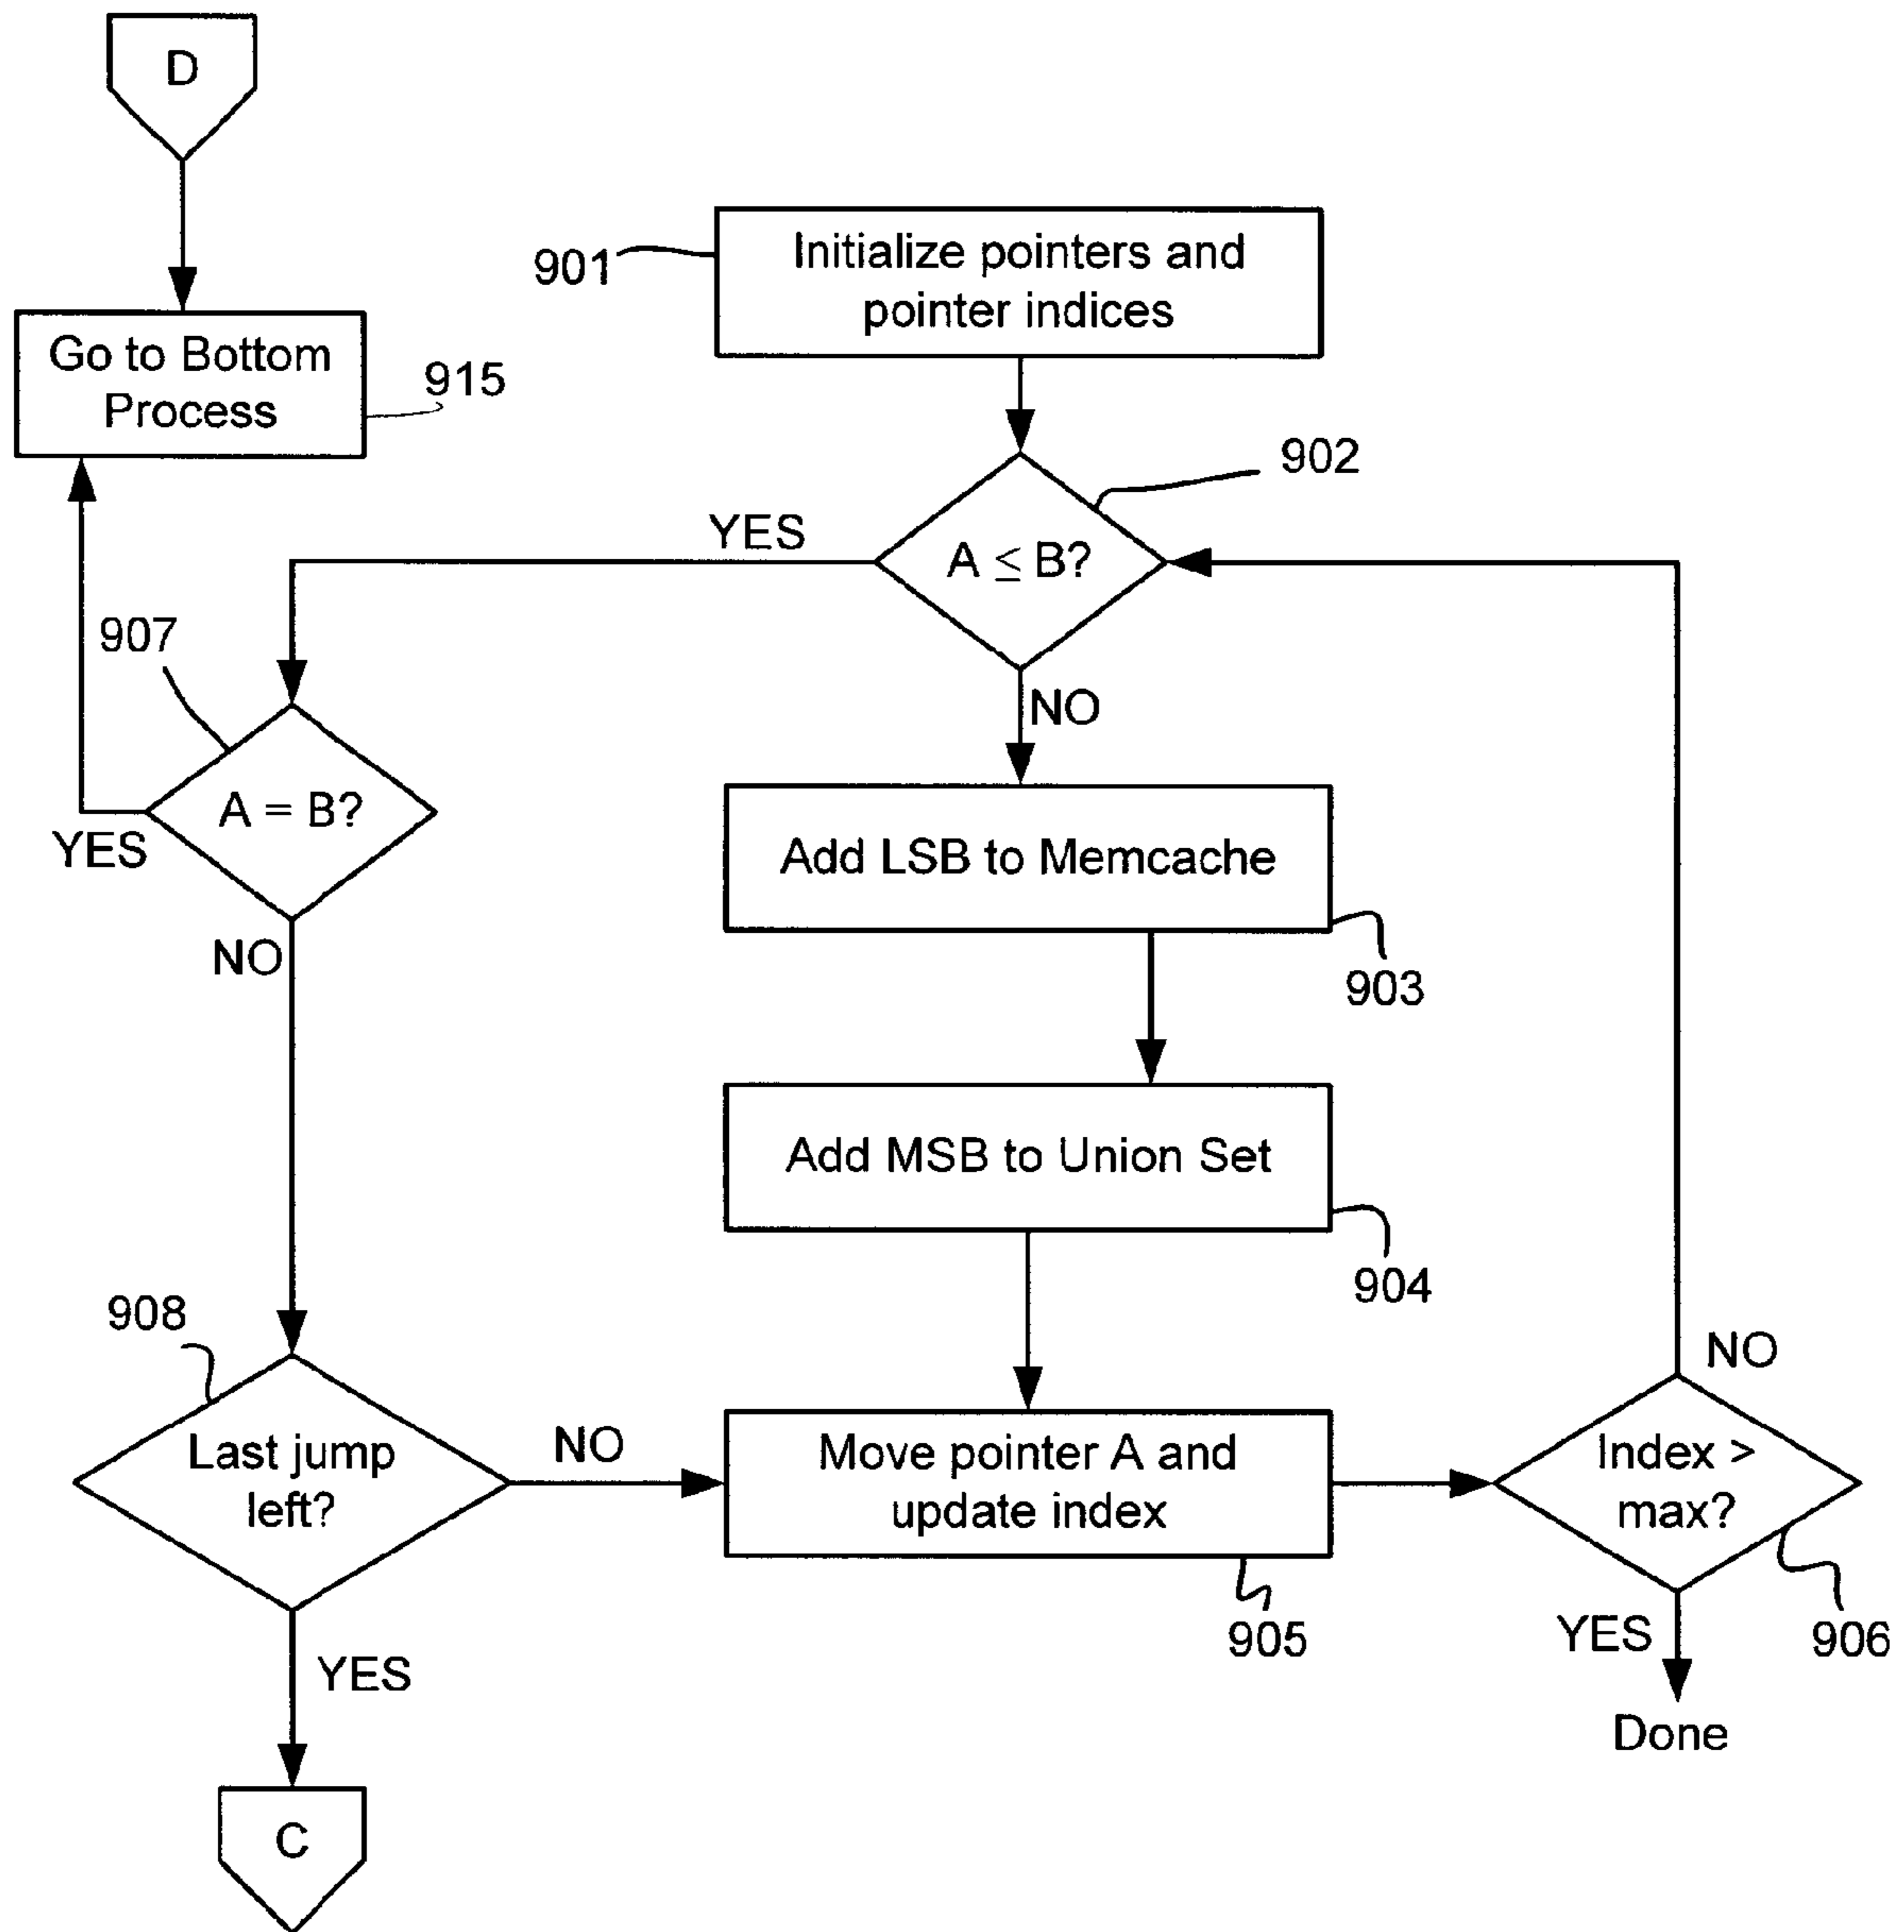 D
901
Initialize pointers and
pointer indices
Go to Bottom
Process
915
902
YES
A ≤ B?
907
NO
A = B?
YES
Add LSB to Memcache
NO
903
Add MSB to Union Set
904
908
NO
Last jump
left?
NO
Move pointer A and
update index
Index >
max?
YES
905
YES
906
Done
C